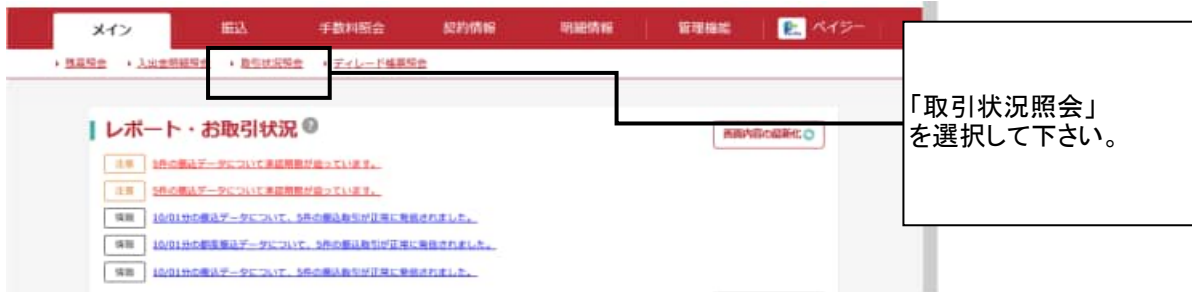 メイン 振込 手数料照会 契約情報 明細情報 管理機能 ペイジー
残高照会 入出金明細照会 取引状況照会 ディレード帳票照会
「取引状況照会」
を選択して下さい。
レポート・お取引状況
画面内容の最新化
注意 5件の振込データについて承認期限が迫っています。
注意 5件の振込データについて承認期限が迫っています。
情報 10/01分の振込データについて、5件の振込取引が正常に発信されました。
情報 10/01分の都度振込データについて、5件の振込取引が正常に発信されました。
情報 10/01分の振込データについて、5件の振込取引が正常に発信されました。